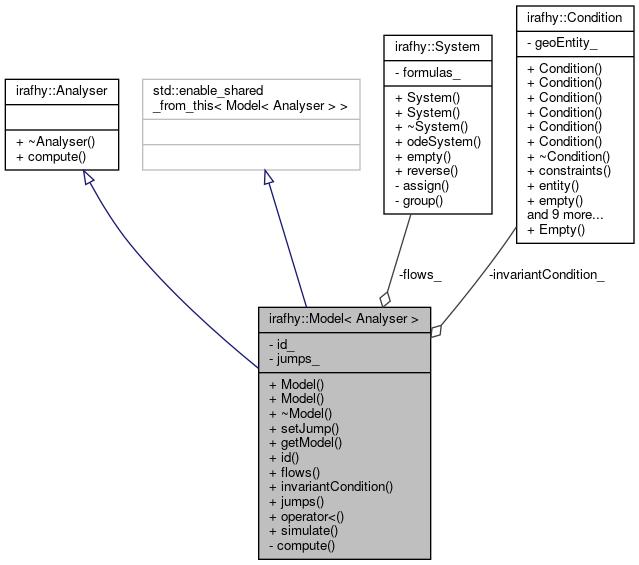 irafhy::Analyser
+ ~Analyser()
+ compute()
std::enable_shared
_from_this< Model< Analyser > >
irafhy::System
- formulas_
+ System()
+ System()
+ ~System()
+ odeSystem()
+ empty()
+ reverse()
- assign()
- group()
irafhy::Condition
- geoEntity_
+ Condition()
+ Condition()
+ Condition()
+ Condition()
+ Condition()
+ Condition()
+ ~Condition()
+ constraints()
+ entity()
+ empty()
and 9 more...
+ Empty()
-flows_
-invariantCondition_
irafhy::Model< Analyser >
- id_
- jumps_
+ Model()
+ Model()
+ ~Model()
+ setJump()
+ getModel()
+ id()
+ flows()
+ invariantCondition()
+ jumps()
+ operator<()
+ simulate()
- compute()